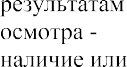 результатам
осмотра -
наличие или